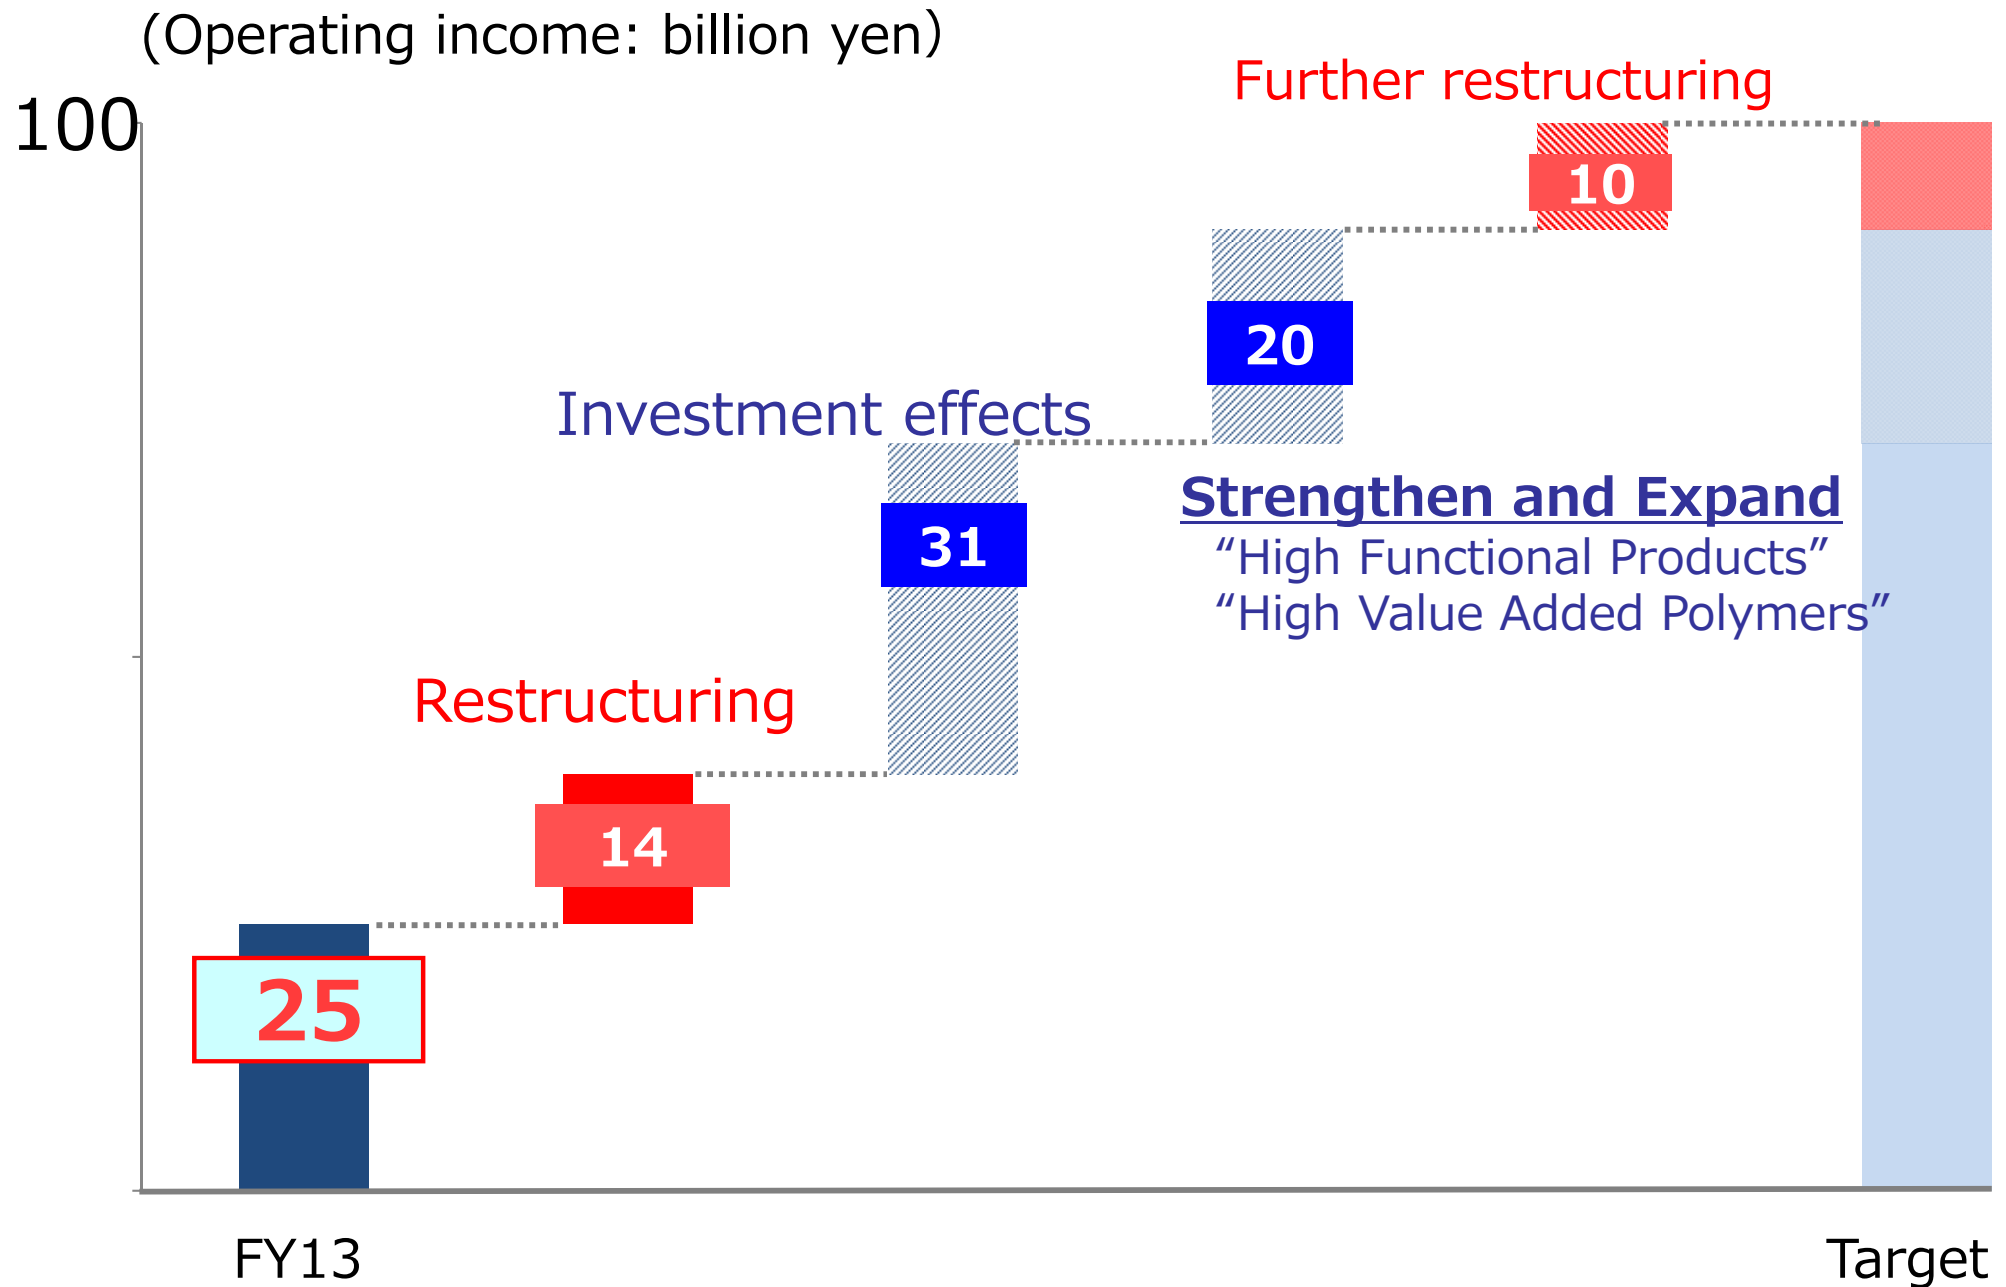 (Operating income: billion yen）
Further restructuring
100
10
20
Investment effects
Strengthen and Expand
“High Functional Products”
“High Value Added Polymers”
31
Restructuring
14
25
FY13
Target